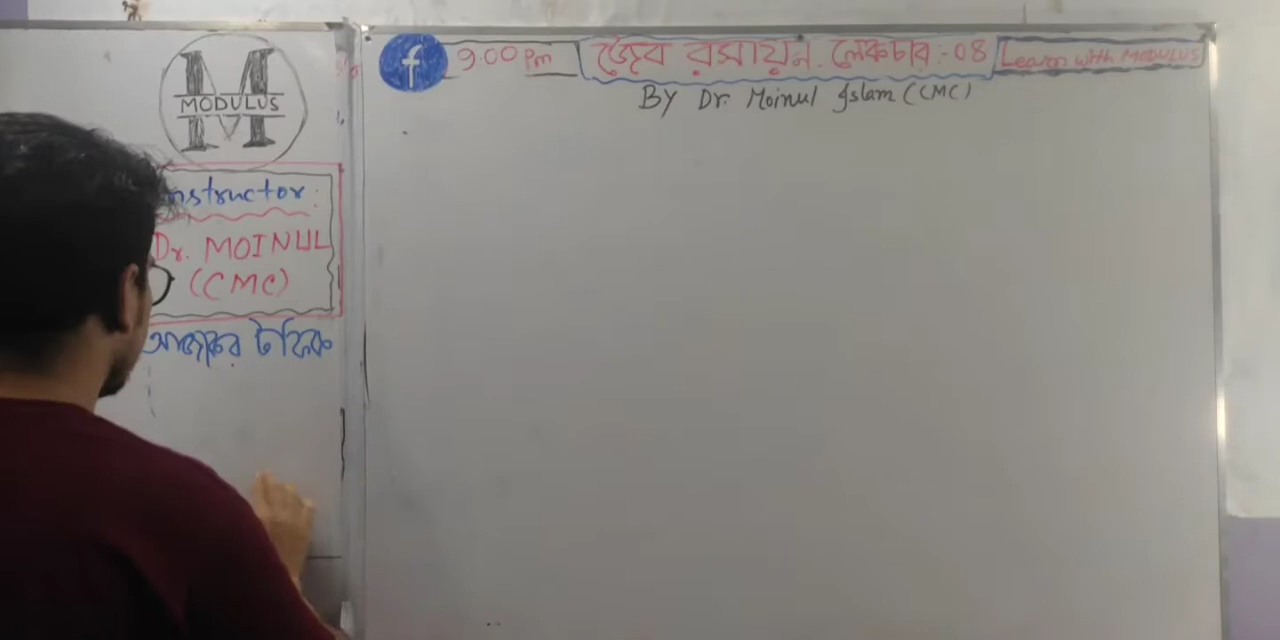 M
MODULUS
nstructor:
Dr. MOINUL
(CMC)
আজকের টপিক
f 9:00 Pm জৈব রসায়ন. লেকচার:-08 Learn with MODULUS
By Dr. Moinul Islam (CMC)